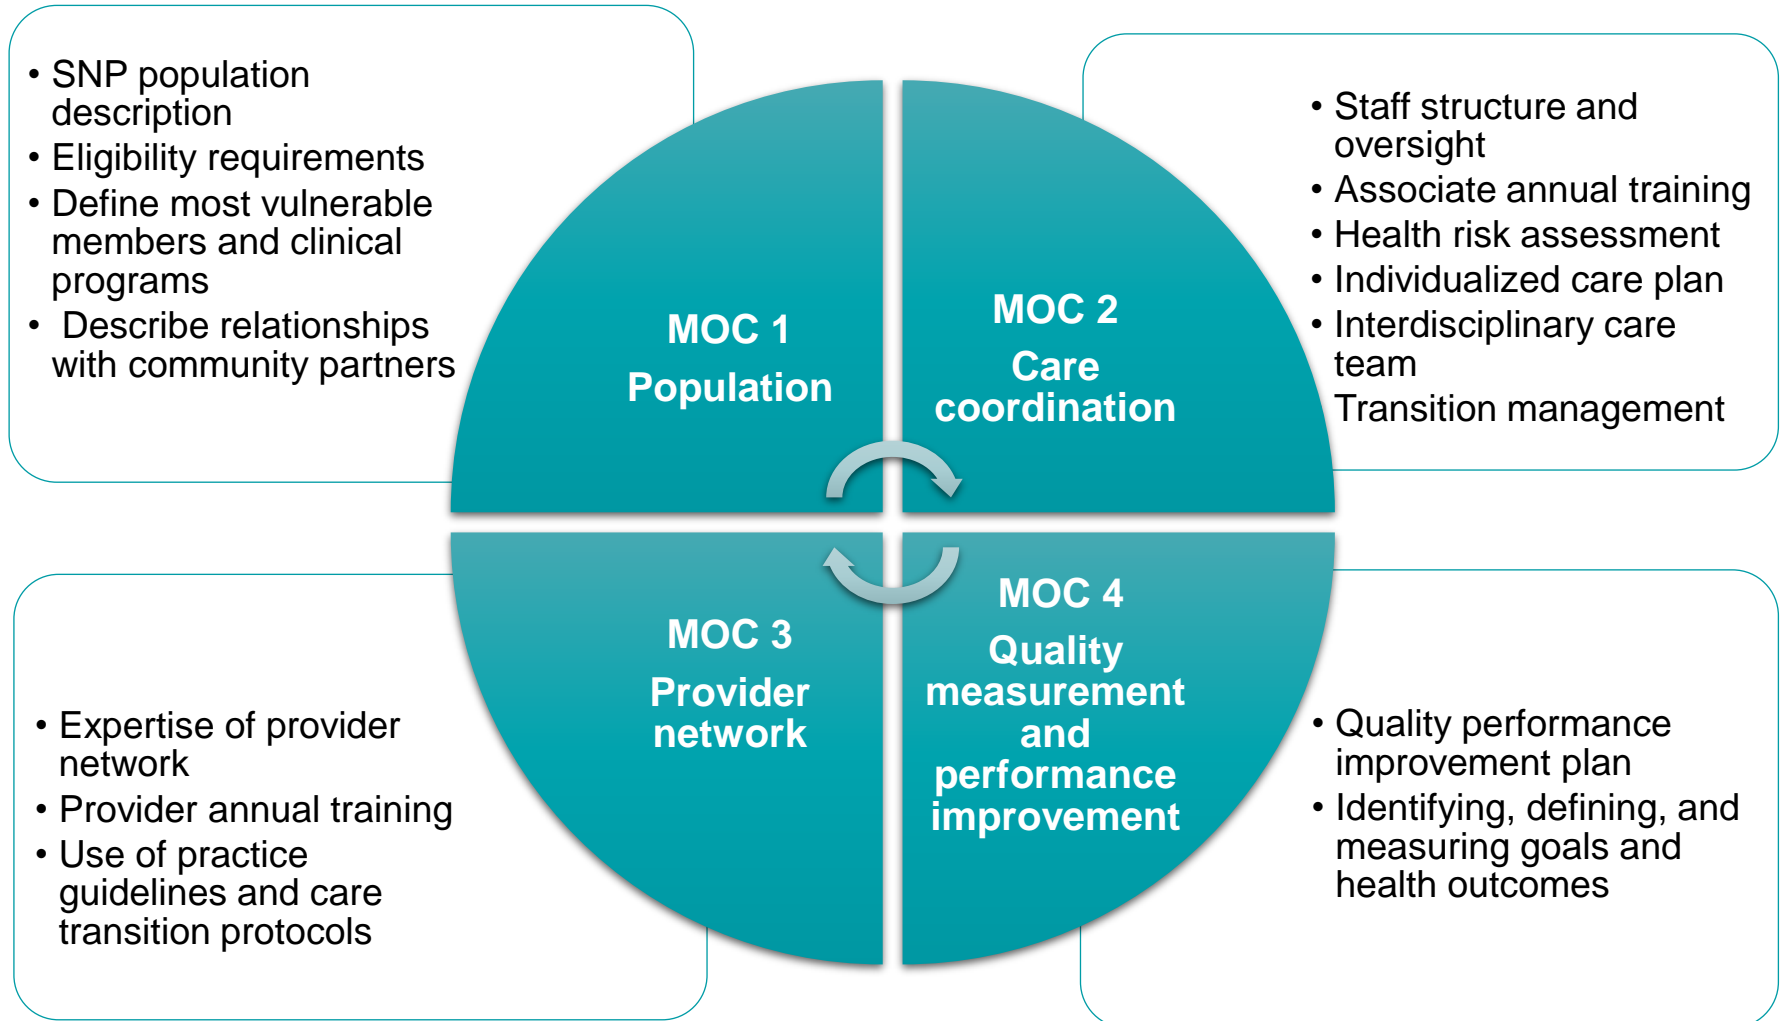 • SNP population
description
• Eligibility requirements
• Define most vulnerable
members and clinical
programs
• Describe relationships
with community partners
MOC 1
Population
MOC 2
Care
coordination
• Staff structure and
oversight
• Associate annual training
• Health risk assessment
• Individualized care plan
• Interdisciplinary care
team
Transition management
• Expertise of provider
network
• Provider annual training
• Use of practice
guidelines and care
transition protocols
MOC 3
Provider
network
MOC 4
Quality
measurement
and
performance
improvement
• Quality performance
improvement plan
• Identifying, defining, and
measuring goals and
health outcomes